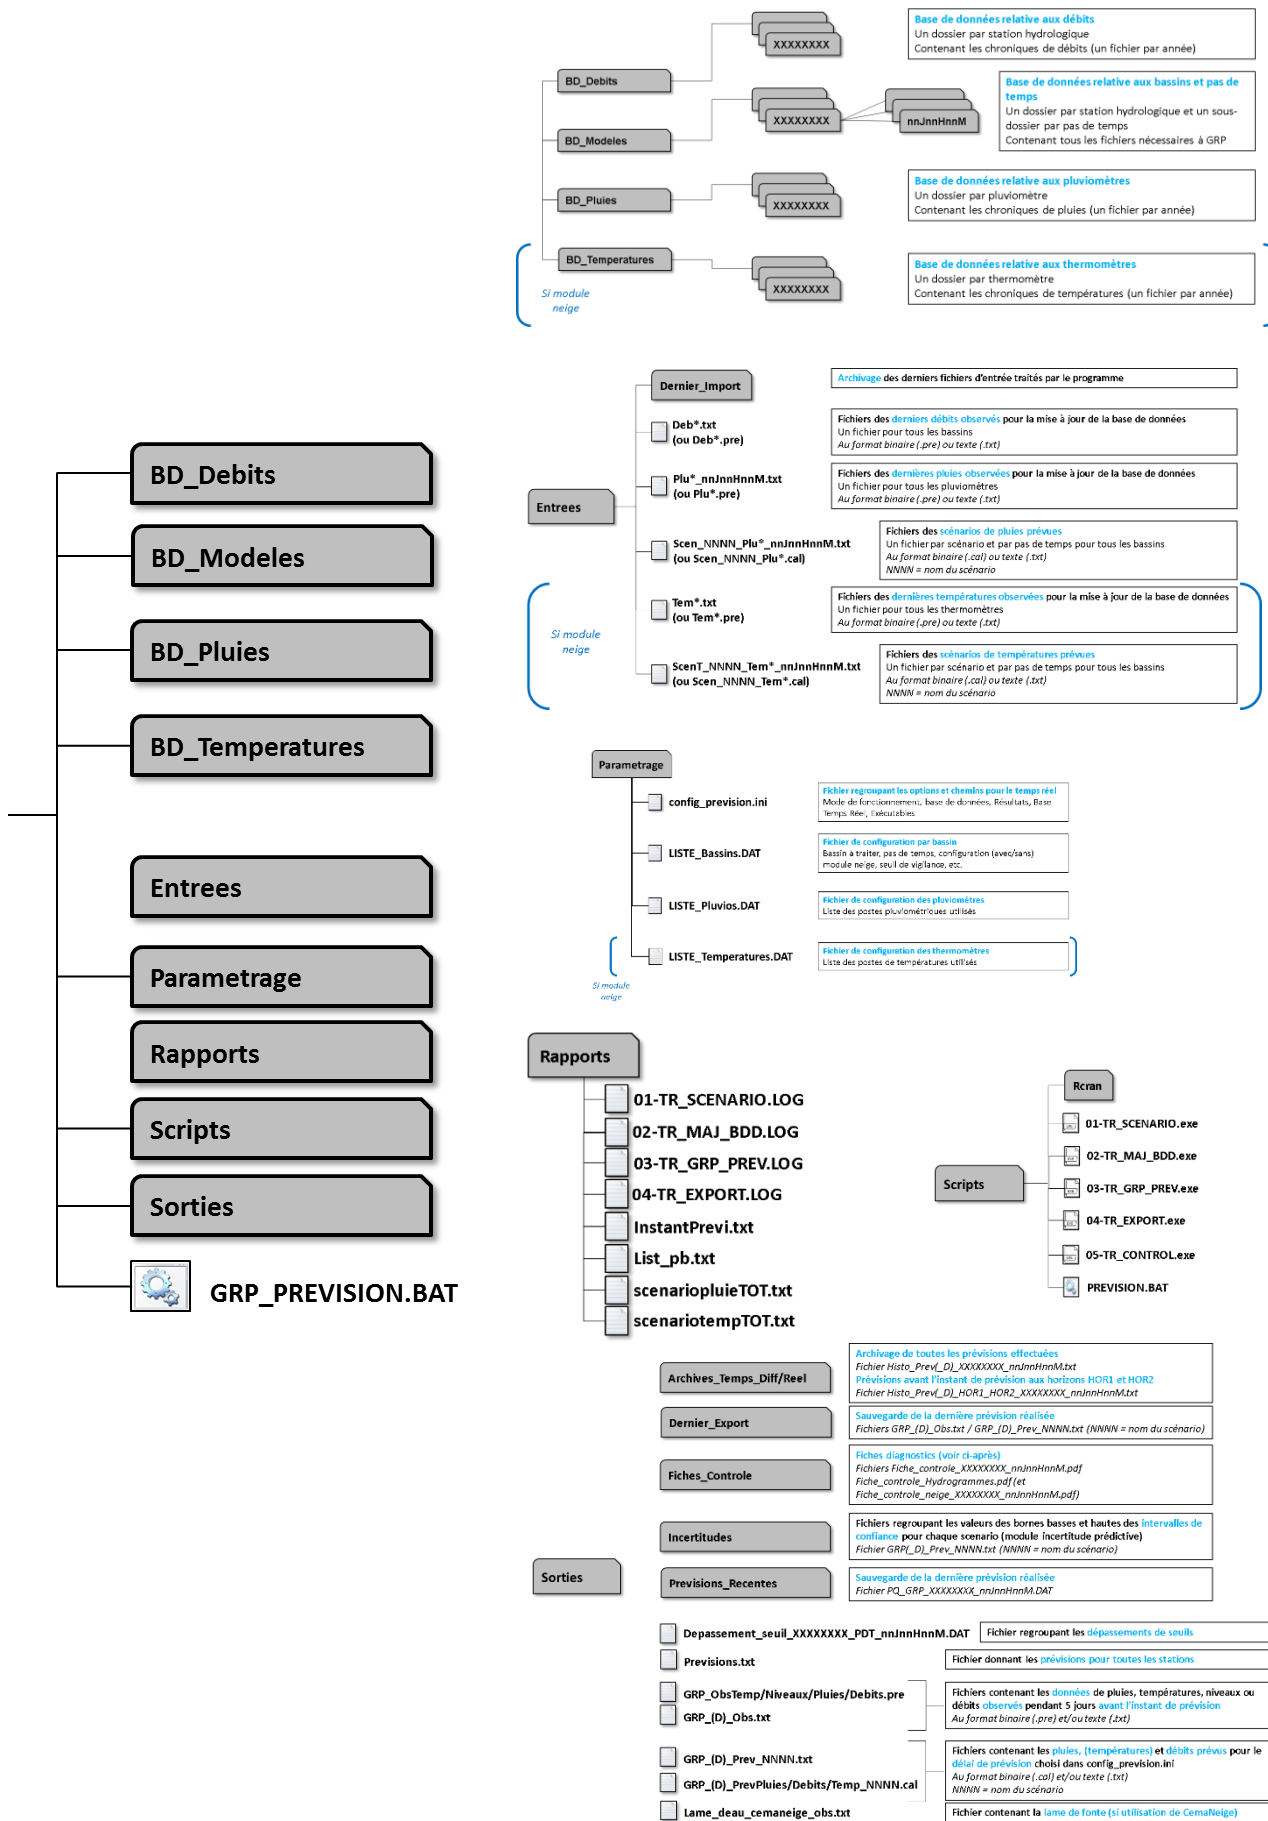 BD_Debits
BD_Modeles
BD_Pluies
BD_Temperatures
Entrees
Parametrage
Rapports
Scripts
Sorties
GRP_PREVISION.BAT
BD_Debits
XXXXXXXX
Base de données relative aux débits
Un dossier par station hydrologique
Contenant les chroniques de débits (un fichier par année)
BD_Modeles
XXXXXXXX
nnJnnHnnM
Base de données relative aux bassins et pas de
temps
Un dossier par station hydrologique et un sous-
dossier par pas de temps
Contenant tous les fichiers nécessaires à GRP
BD_Pluies
XXXXXXXX
Base de données relative aux pluviomètres
Un dossier par pluviomètre
Contenant les chroniques de pluies (un fichier par année)
BD_Temperatures
XXXXXXXX
Si module
neige
Base de données relative aux thermomètres
Un dossier par thermomètre
Contenant les chroniques de températures (un fichier par année)
Entrees
Dernier_Import
Archivage des derniers fichiers d'entrée traités par le programme
Deb*.txt
(ou Deb*.pre)
Fichiers des derniers débits observés pour la mise à jour de la base de données
Un fichier pour tous les bassins
Au format binaire (.pre) ou texte (.txt)
Plu*_nnJnnHnnM.txt
(ou Plu*.pre)
Fichiers des dernières pluies observées pour la mise à jour de la base de données
Un fichier pour tous les pluviomètres
Au format binaire (.pre) ou texte (.txt)
Scen_NNNN_Plu*_nnJnnHnnM.txt
(ou Scen_NNNN_Plu*.cal)
Fichiers des scénarios de pluies prévues
Un fichier par scénario et par pas de temps pour tous les bassins
Au format binaire (.cal) ou texte (.txt)
NNNN = nom du scénario
Si module
neige
Tem*.txt
(ou Tem*.pre)
Fichiers des dernières températures observées pour la mise à jour de la base de données
Un fichier pour tous les thermomètres
Au format binaire (.pre) ou texte (.txt)
ScenT_NNNN_Tem*_nnJnnHnnM.txt
(ou Scen_NNNN_Tem*.cal)
Fichiers des scénarios de températures prévues
Un fichier par scénario et par pas de temps pour tous les bassins
Au format binaire (.cal) ou texte (.txt)
NNNN = nom du scénario
Parametrage
config_prevision.ini
Fichier regroupant les options et chemins pour le temps réel
Mode de fonctionnement, base de données, Résultats, Base
Temps Réel, Exécutables
LISTE_Bassins.DAT
Fichier de configuration par bassin
Bassin à traiter, pas de temps, configuration (avec/sans)
module neige, seuil de vigilance, etc.
LISTE_Pluvios.DAT
Fichier de configuration des pluviomètres
Liste des postes pluviométriques utilisés
LISTE_Temperatures.DAT
Fichier de configuration des thermomètres
Liste des postes de températures utilisés
Si module
neige
Rapports
01-TR_SCENARIO.LOG
02-TR_MAJ_BDD.LOG
03-TR_GRP_PREV.LOG
04-TR_EXPORT.LOG
InstantPrevi.txt
List_pb.txt
scenariopluieTOT.txt
scenariotempTOT.txt
Scripts
Rcran
01-TR_SCENARIO.exe
02-TR_MAJ_BDD.exe
03-TR_GRP_PREV.exe
04-TR_EXPORT.exe
05-TR_CONTROL.exe
PREVISION.BAT
Sorties
Archives_Temps_Diff/Reel
Archivage de toutes les prévisions effectuées
Fichier Histo_Prev(_D)_XXXXXXXX_nnJnnHnnM.txt
Prévisions avant l'instant de prévision aux horizons HOR1 et HOR2
Fichier Histo_Prev(_D)_HOR1_HOR2_XXXXXXXX_nnJnnHnnM.txt
Dernier_Export
Sauvegarde de la dernière prévision réalisée
Fichiers GRP_(D)_Obs.txt / GRP_(D)_Prev_NNNN.txt (NNNN = nom du scénario)
Fiches_Controle
Fiches diagnostics (voir ci-après)
Fichiers Fiche_controle_XXXXXXXX_nnJnnHnnM.pdf
Fiche_controle_Hydrogrammes.pdf (et
Fiche_controle_neige_XXXXXXXX_nnJnnHnnM.pdf)
Incertitudes
Fichiers regroupant les valeurs des bornes basses et hautes des intervalles de
confiance pour chaque scenario (module incertitude prédictive)
Fichier GRP(_D)_Prev_NNNN.txt (NNNN = nom du scénario)
Previsions_Recentes
Sauvegarde de la dernière prévision réalisée
Fichier PQ_GRP_XXXXXXXX_nnJnnHnnM.DAT
Depassement_seuil_XXXXXXXX_PDT_nnJnnHnnM.DAT
Fichier regroupant les dépassements de seuils
Previsions.txt
Fichier donnant les prévisions pour toutes les stations
GRP_ObsTemp/Niveaux/Pluies/Debits.pre
GRP_(D)_Obs.txt
Fichiers contenant les données de pluies, températures, niveaux ou
débits observés pendant 5 jours avant l'instant de prévision
Au format binaire (.pre) et/ou texte (.txt)
GRP_(D)_Prev_NNNN.txt
GRP_(D)_PrevPluies/Debits/Temp_NNNN.cal
Fichiers contenant les pluies, (températures) et débits prévus pour le
délai de prévision choisi dans config_prevision.ini
Au format binaire (.cal) et/ou texte (.txt)
NNNN = nom du scénario
Lame_deau_cemaneige_obs.txt
Fichier contenant la lame de fonte (si utilisation de CemaNeige)